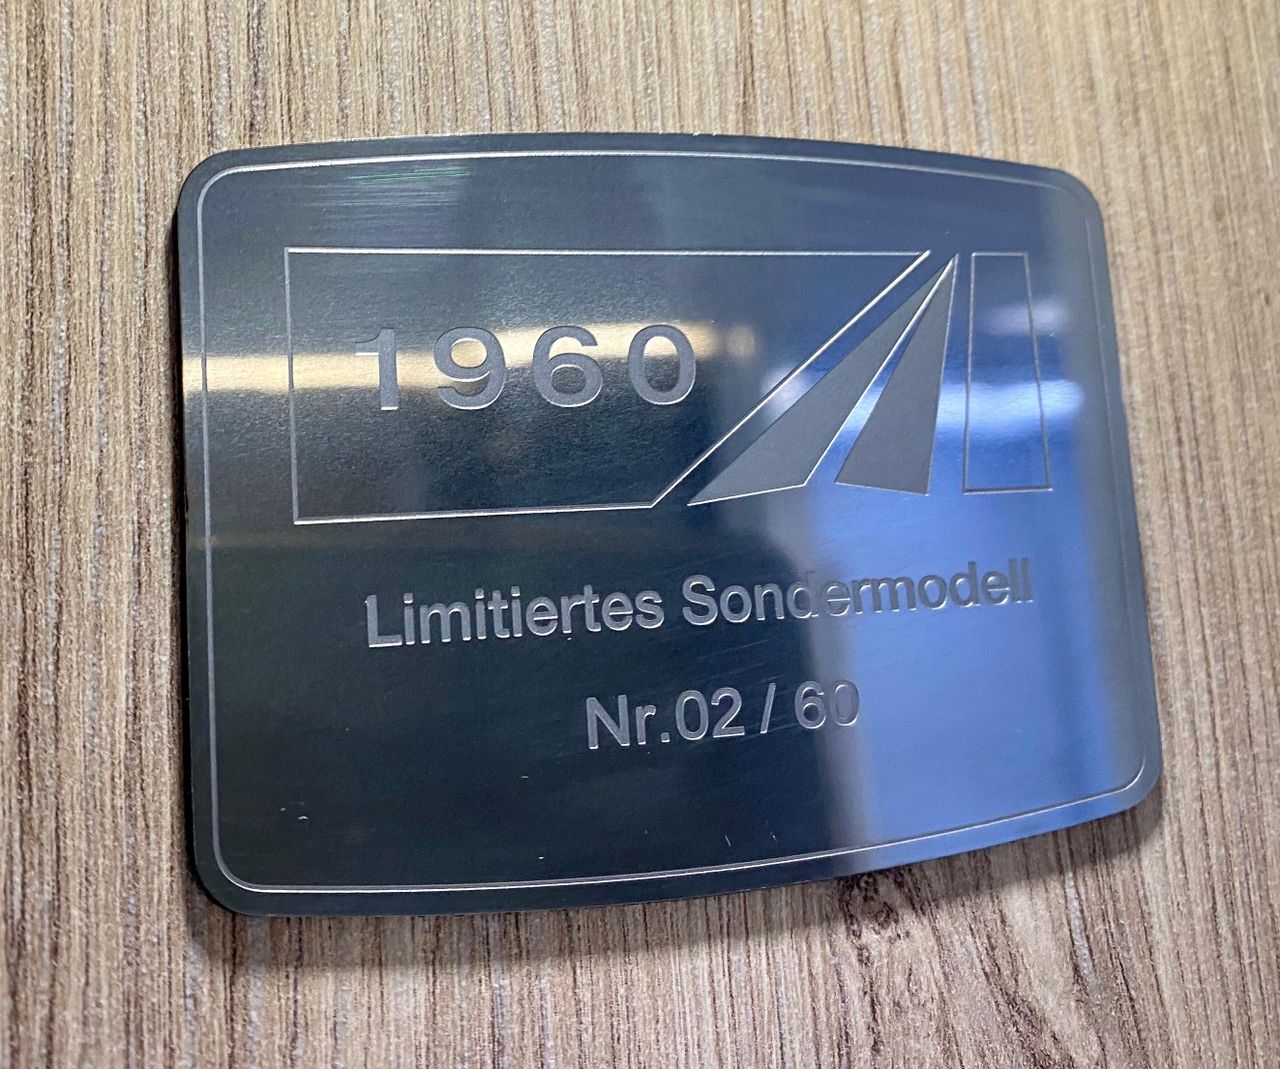 1960
Limitiertes Sondermodell
Nr.02 / 60